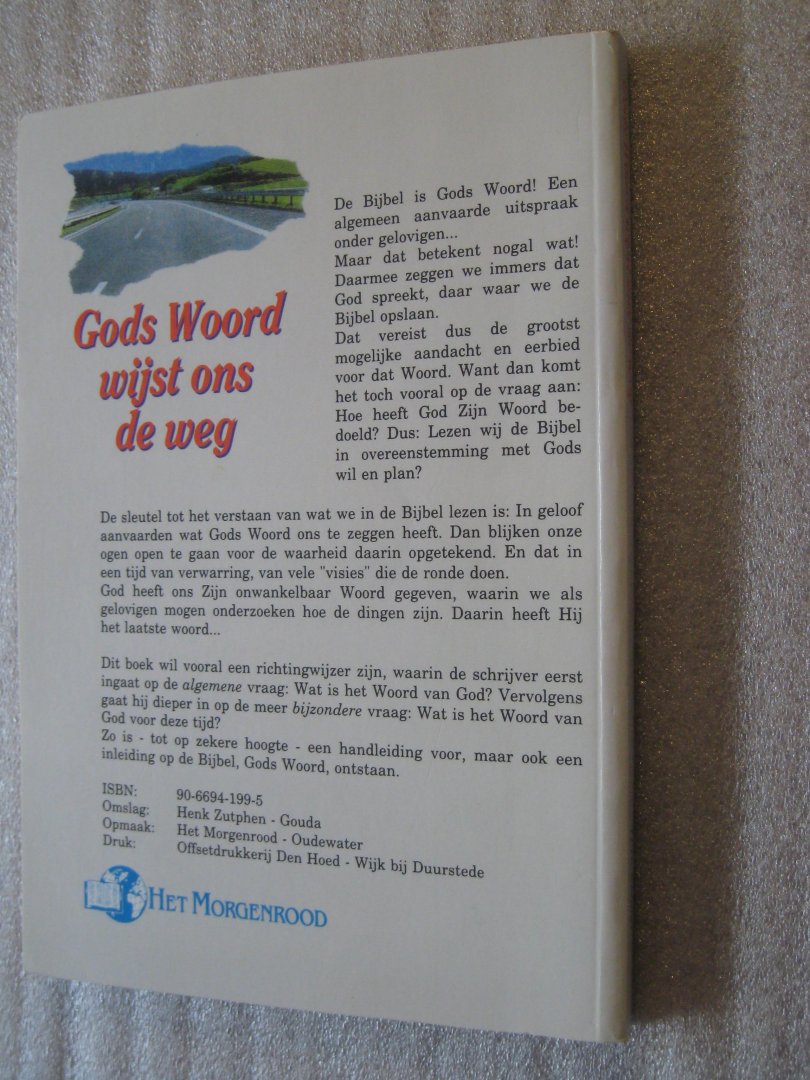 Gods Woord
wijst ons
de weg
De Bijbel is Gods Woord! Een
algemeen aanvaarde uitspraak
onder gelovigen...
Maar dat betekent nogal wat!
Daarmee zeggen we immers dat
God spreekt, daar waar we de
Bijbel opslaan.
Dat vereist dus de grootst
mogelijke aandacht en eerbied
voor dat Woord. Want dan komt
het toch vooral op de vraag aan:
Hoe heeft God Zijn Woord be-
doeld? Dus: Lezen wij de Bijbel
in overeenstemming met Gods
wil en plan?
De sleutel tot het verstaan van wat we in de Bijbel lezen is: In geloof
aanvaarden wat Gods Woord ons te zeggen heeft. Dan blijken onze
ogen open te gaan voor de waarheid daarin opgetekend. En dat in
een tijd van verwarring, van vele "visies" die de ronde doen.
God heeft ons Zijn onwankelbaar Woord gegeven, waarin we als
gelovigen mogen onderzoeken hoe de dingen zijn. Daarin heeft Hij
het laatste woord...
Dit boek wil vooral een richtingwijzer zijn, waarin de schrijver eerst
ingaat op de algemene vraag: Wat is het Woord van God? Vervolgens
gaat hij dieper in op de meer bijzondere vraag: Wat is het Woord van
God voor deze tijd?
Zo is - tot op zekere hoogte - een handleiding voor, maar ook een
inleiding op de Bijbel, Gods Woord, ontstaan.
ISBN: 90-6694-199-5
Omslag: Henk Zutphen - Gouda
Opmaak: Het Morgenrood - Oudewater
Druk: Offsetdrukkerij Den Hoed - Wijk bij Duurstede
HET MORGENROOD